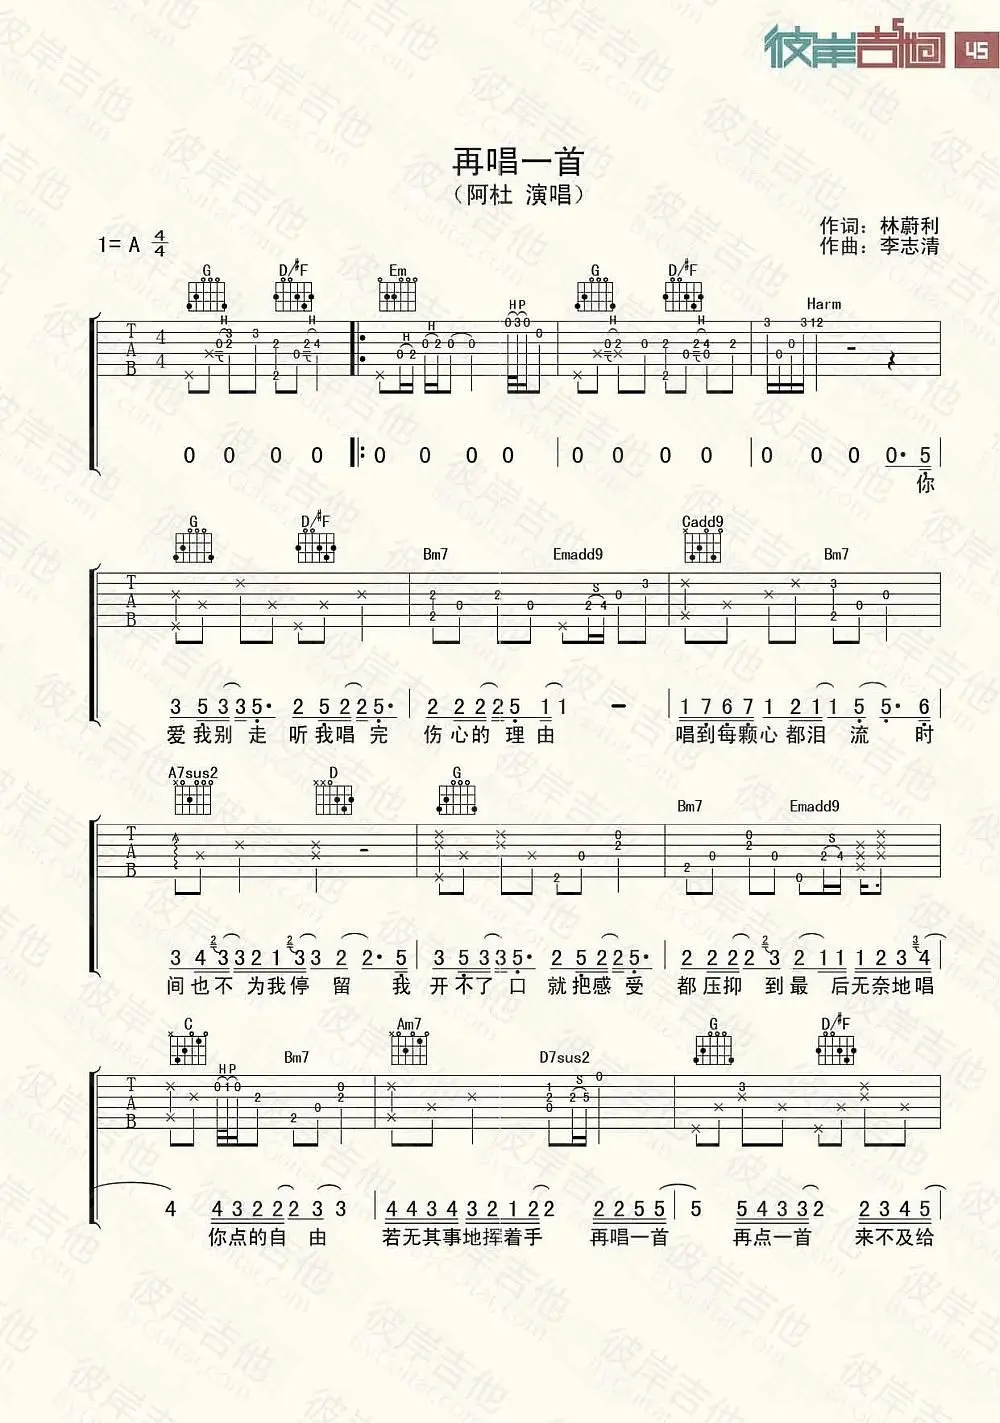 彼岸吉他 45
再唱一首
（阿杜 演唱）
作词：林蔚利
1= A 4/4
作曲：李志清
G D/#F Em G D/#F
H H H H HP H H Harm
T A B 4 4
0 0 0 0 0 0 0 0 0 0 0 0 0 0 0 0· 5
你
G D/#F Bm7 Emadd9 Cadd9 Bm7
S
T A B
3 5 3 3 5· 2 5 2 2 5· 2 2 2 2 5 1 1 - 1 7 6 7 1 2 1 1 5 5· 6
爱我别走听我唱完 伤心的理由 唱到每颗心都泪流 时
A7sus2 D G Bm7 Emadd9
S
T A B
3 4 2 3 3 2 1 2 3 3 2 2· 5 3 5 3 3 5· 2 5 2 2 5· 2 2 2 2 2 3 2 1 1 1 2 3 3 4
间也不为我停留 我 开不了口就把感受 都压抑到最后无奈地唱
C Bm7 Am7 D7sus2 G D/#F
HP S
T A B
4 4 3 2 2 2 3 3 4 4 3 4 3 2 1 2 2 2 2 5 5 5 5 4 3 3 2 2 3 4 5
你点的自由 若无其事地挥着手 再唱一首 再点一首 来不及给